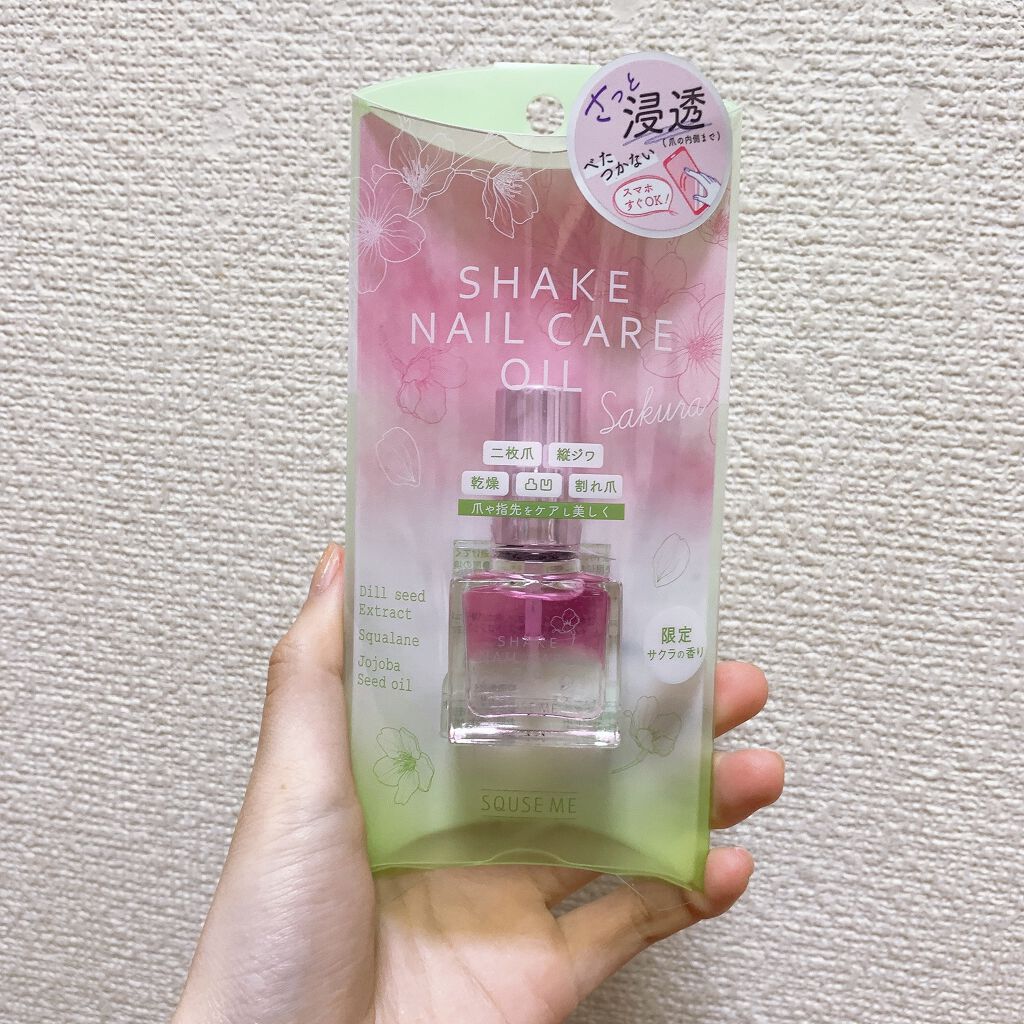 さっと
浸透
(爪の内側まで)
べた
つかない
スマホ
すぐOK!
SHAKE
NAIL CARE
OIL
Sakura
二枚爪 縦ジワ
乾燥 凸凹 割れ爪
爪や指先をケアし美しく
Dill seed
Extract
Squalane
Jojoba
Seed oil
限定
サクラの香り
SHAKE
SQUSE ME